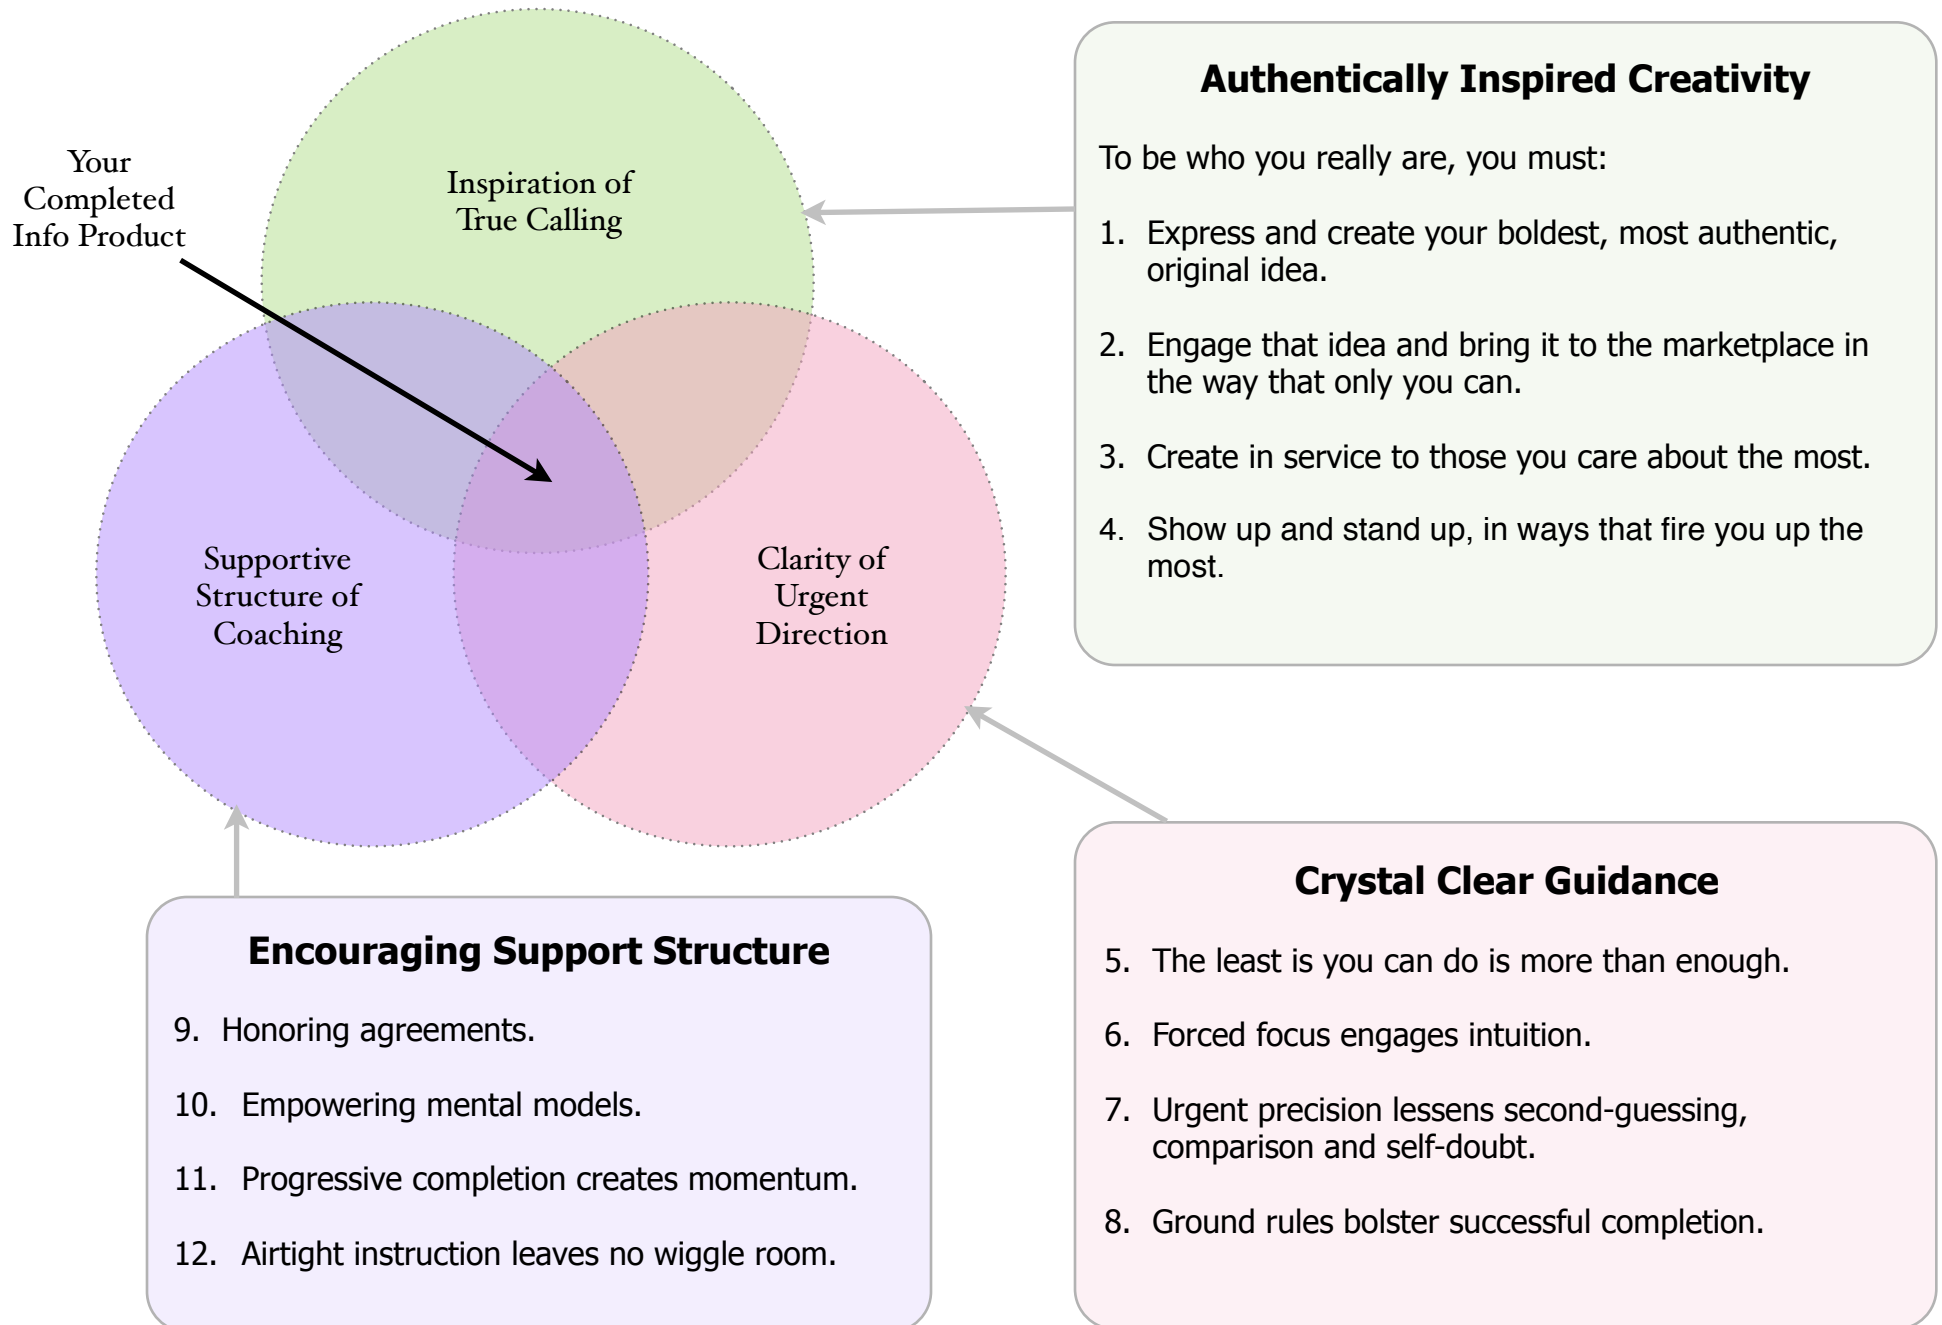 Your
Completed
Info Product
Inspiration of
True Calling
Supportive
Structure of
Coaching
Clarity of
Urgent
Direction
Authentically Inspired Creativity
To be who you really are, you must:
1. Express and create your boldest, most authentic,
original idea.
2. Engage that idea and bring it to the marketplace in
the way that only you can.
3. Create in service to those you care about the most.
4. Show up and stand up, in ways that fire you up the
most.
Crystal Clear Guidance
5. The least is you can do is more than enough.
6. Forced focus engages intuition.
7. Urgent precision lessens second-guessing,
comparison and self-doubt.
8. Ground rules bolster successful completion.
Encouraging Support Structure
9. Honoring agreements.
10. Empowering mental models.
11. Progressive completion creates momentum.
12. Airtight instruction leaves no wiggle room.